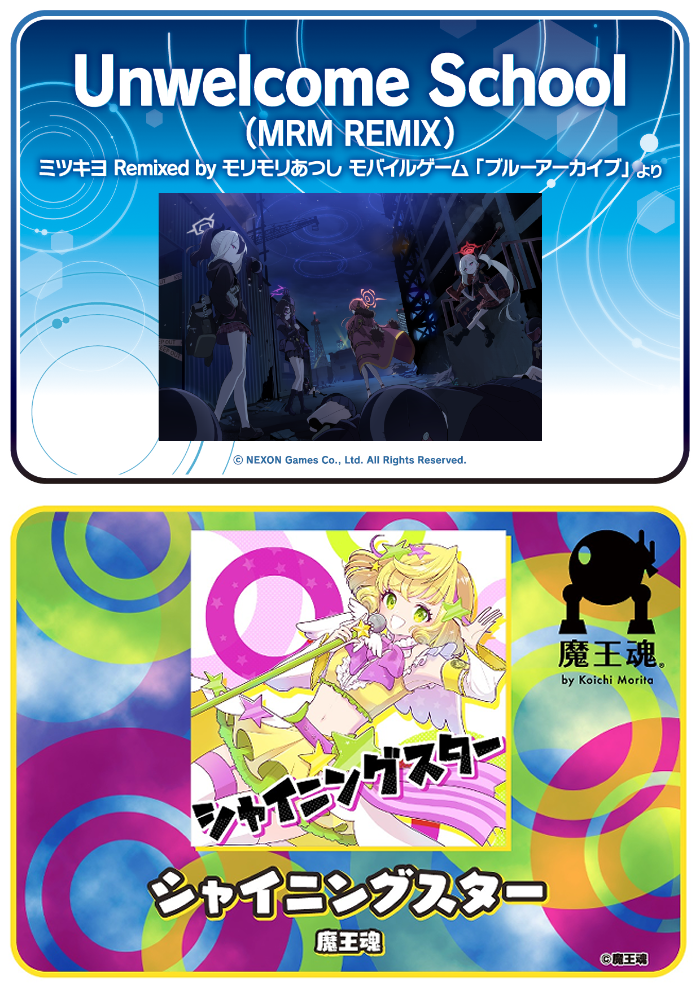 Unwelcome School
（MRM REMIX）
ミツキヨ Remixed by モリモリあつし モバイルゲーム「ブルーアーカイブ」より
© NEXON Games Co., Ltd. All Rights Reserved.
魔王魂®
by Koichi Morita
シャイニングスター
シャイニングスター
魔王魂
©魔王魂